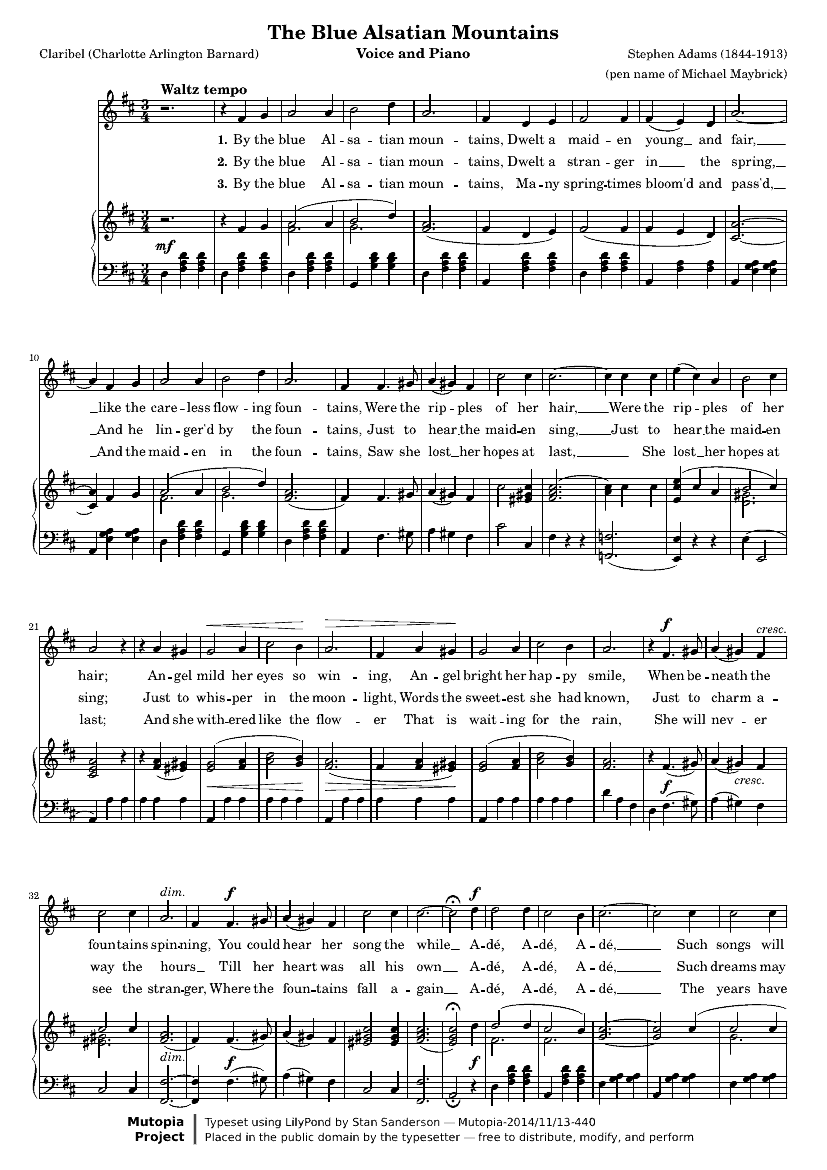 The Blue Alsatian Mountains
Claribel (Charlotte Arlington Barnard) Voice and Piano Stephen Adams (1844-1913)
(pen name of Michael Maybrick)
Waltz tempo
1. By the blue Al - sa - tian moun - tains, Dwelt a maid - en young and fair,
2. By the blue Al - sa - tian moun - tains, Dwelt a stran - ger in the spring,
3. By the blue Al - sa - tian moun - tains, Ma - ny spring - times bloom'd and pass'd,
mf
10
like the care - less flow - ing foun - tains, Were the rip - ples of her hair, Were the rip - ples of her
And he lin - ger'd by the foun - tains, Just to hear the maid - en sing, Just to hear the maid - en
And the maid - en in the foun - tains, Saw she lost her hopes at last, She lost her hopes at
21
f cresc.
hair; An - gel mild her eyes so win - ing, An - gel bright her hap - py smile, When be - neath the
sing; Just to whis - per in the moon - light, Words the sweet - est she had known, Just to charm a -
last; And she with - ered like the flow - er That is wait - ing for the rain, She will nev - er
f cresc.
32
dim. f f
foun - tains spin - ning, You could hear her song the while A - dé, A - dé, A - dé, Such songs will
way the hours Till her heart was all his own A - dé, A - dé, A - dé, Such dreams may
see the stran - ger, Where the foun - tains fall a - gain A - dé, A - dé, A - dé, The years have
dim. f f
Mutopia Project
Typeset using LilyPond by Stan Sanderson — Mutopia-2014/11/13-440
Placed in the public domain by the typesetter — free to distribute, modify, and perform